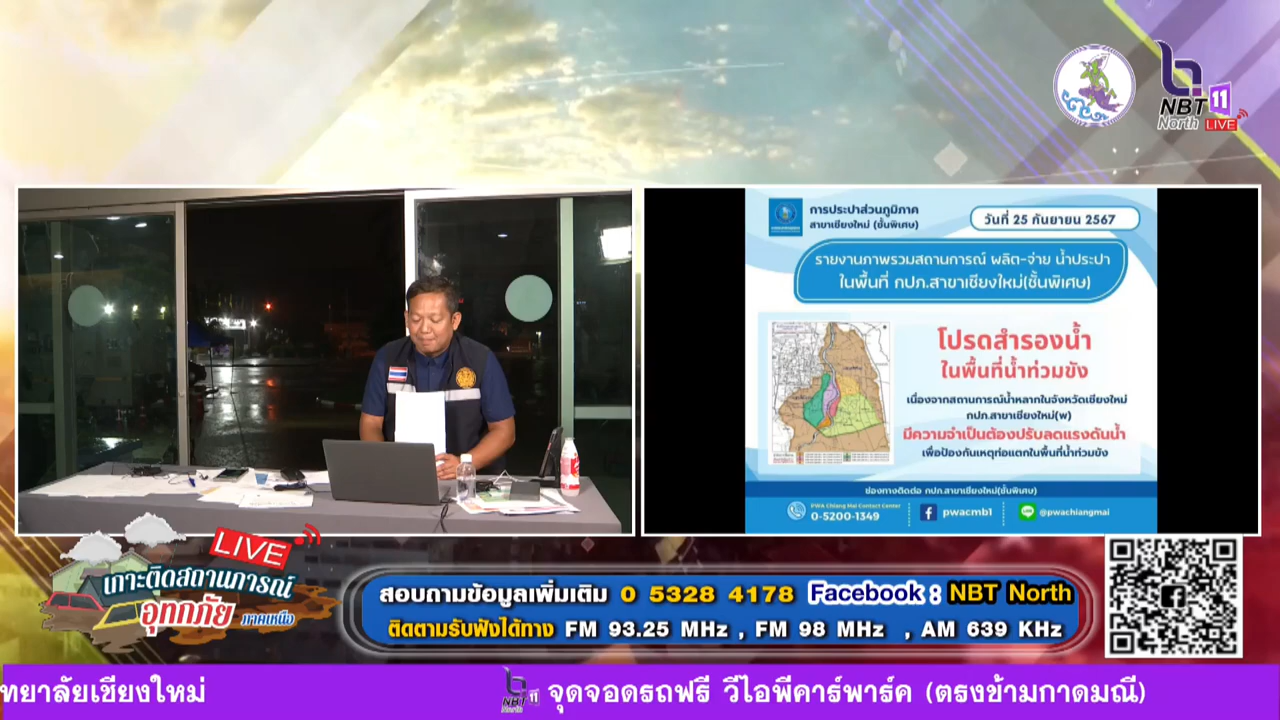 NBT 11
North LIVE
การประปาส่วนภูมิภาค
สาขาเชียงใหม่ (ชั้นพิเศษ)
วันที่ 25 กันยายน 2567
รายงานภาพรวมสถานการณ์ ผลิต-จ่าย น้ำประปา
ในพื้นที่ กปภ.สาขาเชียงใหม่(ชั้นพิเศษ)
โปรดสำรองน้ำ
ในพื้นที่น้ำท่วมขัง
เนื่องจากสถานการณ์น้ำหลากในจังหวัดเชียงใหม่
กปภ.สาขาเชียงใหม่(พ)
มีความจำเป็นต้องปรับลดแรงดันน้ำ
เพื่อป้องกันเหตุท่อแตกในพื้นที่น้ำท่วมขัง
ช่องทางติดต่อ กปภ.สาขาเชียงใหม่(ชั้นพิเศษ)
PWA Chiang Mai Contact Center
0-5200-1349
pwacmb1
@pwachiangmai
LIVE
เกาะติดสถานการณ์
อุทกภัย ภาคเหนือ
สอบถามข้อมูลเพิ่มเติม 0 5328 4178 Facebook : NBT North
ติดตามรับฟังได้ทาง FM 93.25 MHz , FM 98 MHz , AM 639 KHz
ทยาลัยเชียงใหม่ NBT 11 North จุดจอดรถฟรี วีไอพีคาร์พาร์ค (ตรงข้ามกาดมณี)